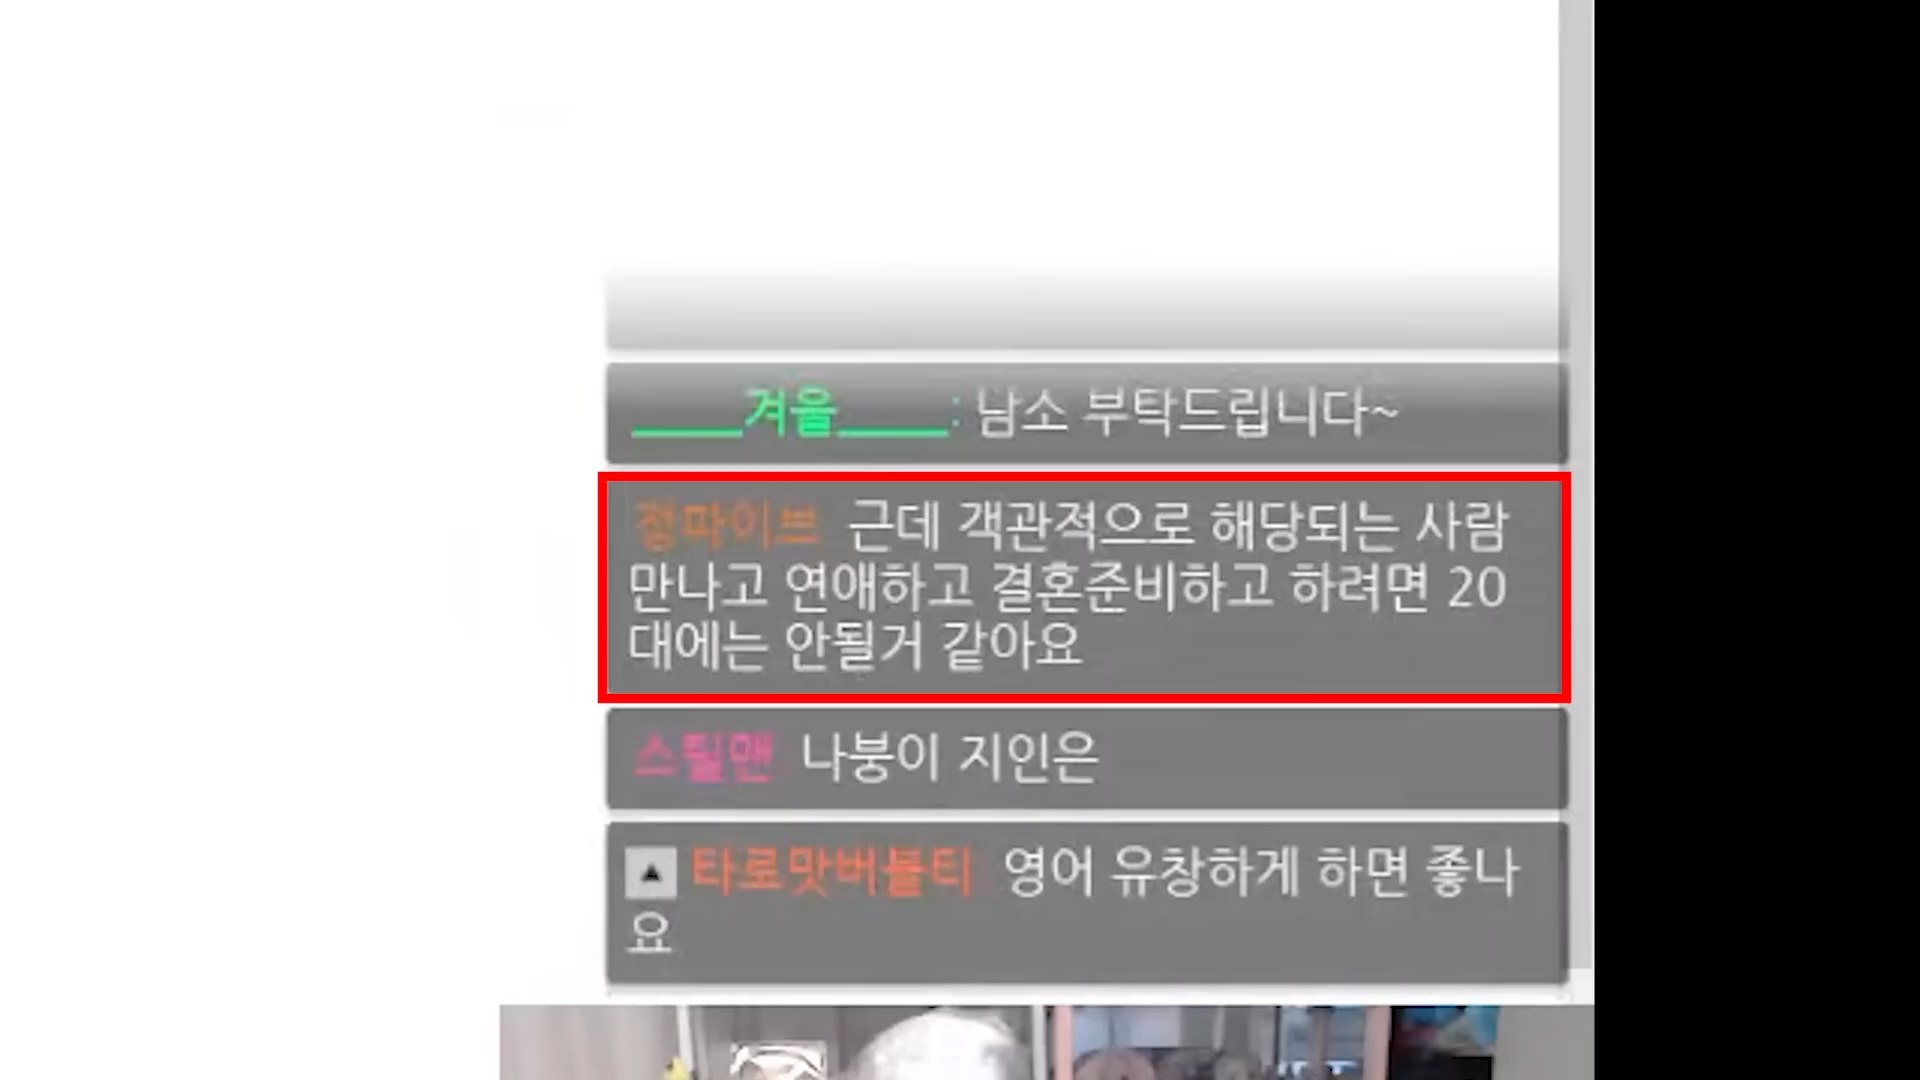 ____겨울____: 남소 부탁드립니다~
정파이브 근데 객관적으로 해당되는 사람
만나고 연애하고 결혼준비하고 하려면 20
대에는 안될거 같아요
스틸맨 나붕이 지인은
▲ 타로맛버블티 영어 유창하게 하면 좋나
요